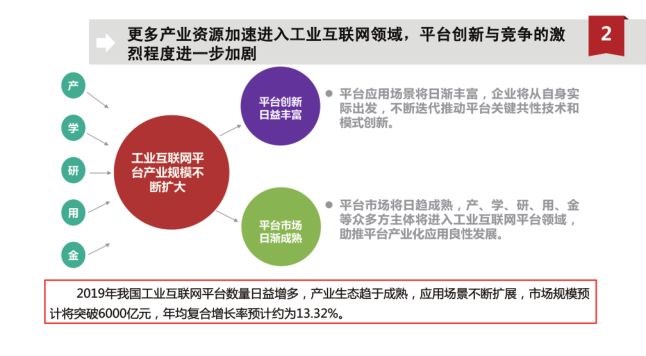 更多产业资源加速进入工业互联网领域，平台创新与竞争的激
烈程度进一步加剧
2
产
学
研
用
金
工业互联网平
台产业规模不
断扩大
平台创新
日益丰富
平台应用场景将日渐丰富，企业将从自身实
际出发，不断迭代推动平台关键共性技术和
模式创新。
平台市场
日渐成熟
平台市场将日趋成熟，产、学、研、用、金
等众多方主体将进入工业互联网平台领域，
助推平台产业化应用良性发展。
2019年我国工业互联网平台数量日益增多，产业生态趋于成熟，应用场景不断扩展，市场规模预
计将突破6000亿元，年均复合增长率预计约为13.32%。